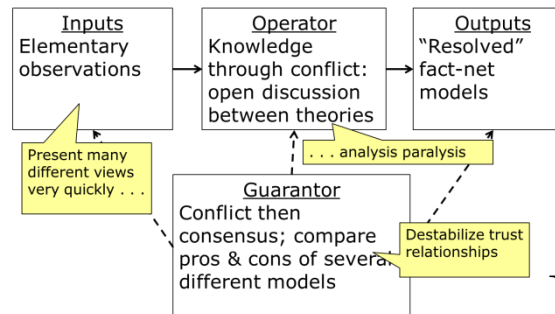 Inputs
Elementary
observations
Operator
Knowledge
through conflict:
open discussion
between theories
Outputs
“Resolved”
fact-net
models
Present many
different views
very quickly . . .
. . . analysis paralysis
Guarantor
Conflict then
consensus; compare
pros & cons of several
different models
Destabilize trust
relationships